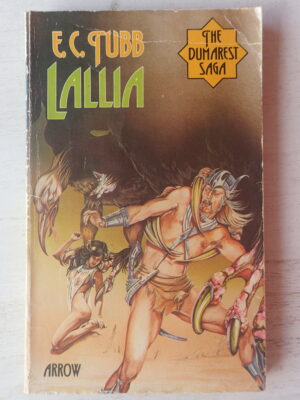 E.C. TUBB
LALLIA
THE
DUMAREST
SAGA
ARROW